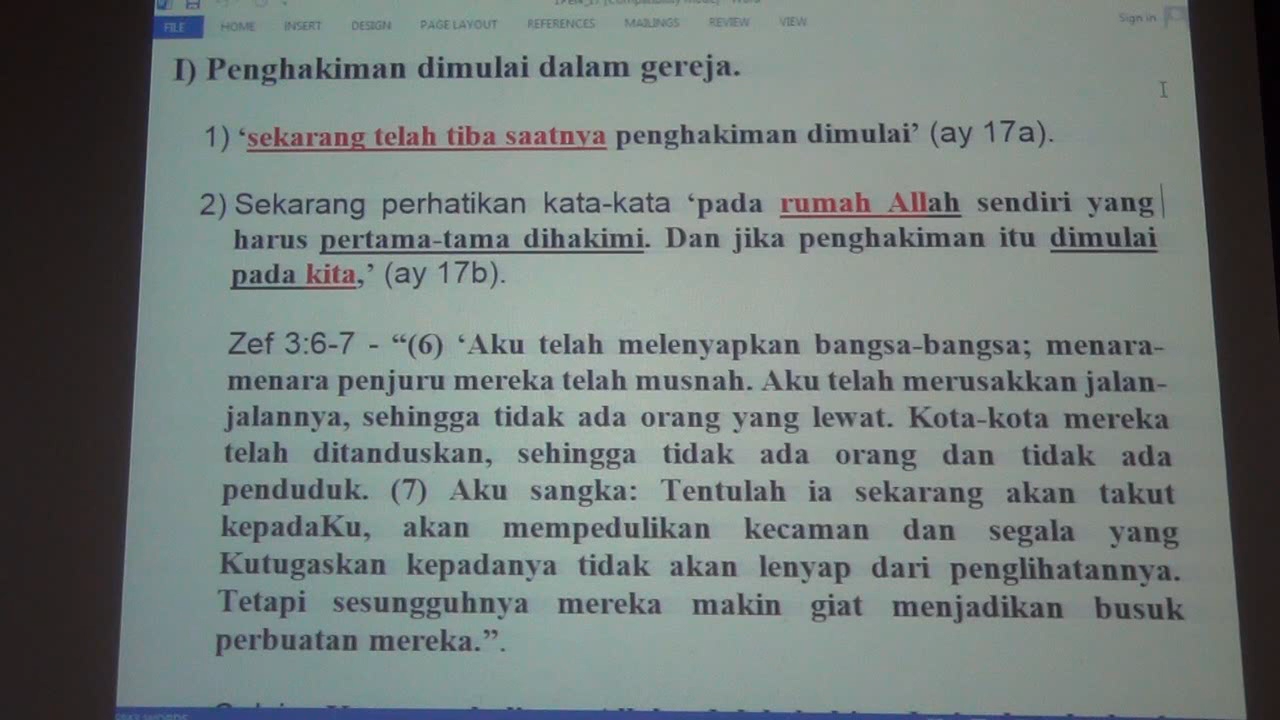 FILE HOME INSERT DESIGN PAGE LAYOUT REFERENCES MAILINGS REVIEW VIEW Sign in
I) Penghakiman dimulai dalam gereja.
1) ‘sekarang telah tiba saatnya penghakiman dimulai’ (ay 17a).
2) Sekarang perhatikan kata-kata ‘pada rumah Allah sendiri yang
harus pertama-tama dihakimi. Dan jika penghakiman itu dimulai
pada kita,’ (ay 17b).
Zef 3:6-7 - “(6) ‘Aku telah melenyapkan bangsa-bangsa; menara-
menara penjuru mereka telah musnah. Aku telah merusakkan jalan-
jalannya, sehingga tidak ada orang yang lewat. Kota-kota mereka
telah ditanduskan, sehingga tidak ada orang dan tidak ada
penduduk. (7) Aku sangka: Tentulah ia sekarang akan takut
kepadaKu, akan mempedulikan kecaman dan segala yang
Kutugaskan kepadanya tidak akan lenyap dari penglihatannya.
Tetapi sesungguhnya mereka makin giat menjadikan busuk
perbuatan mereka.”.